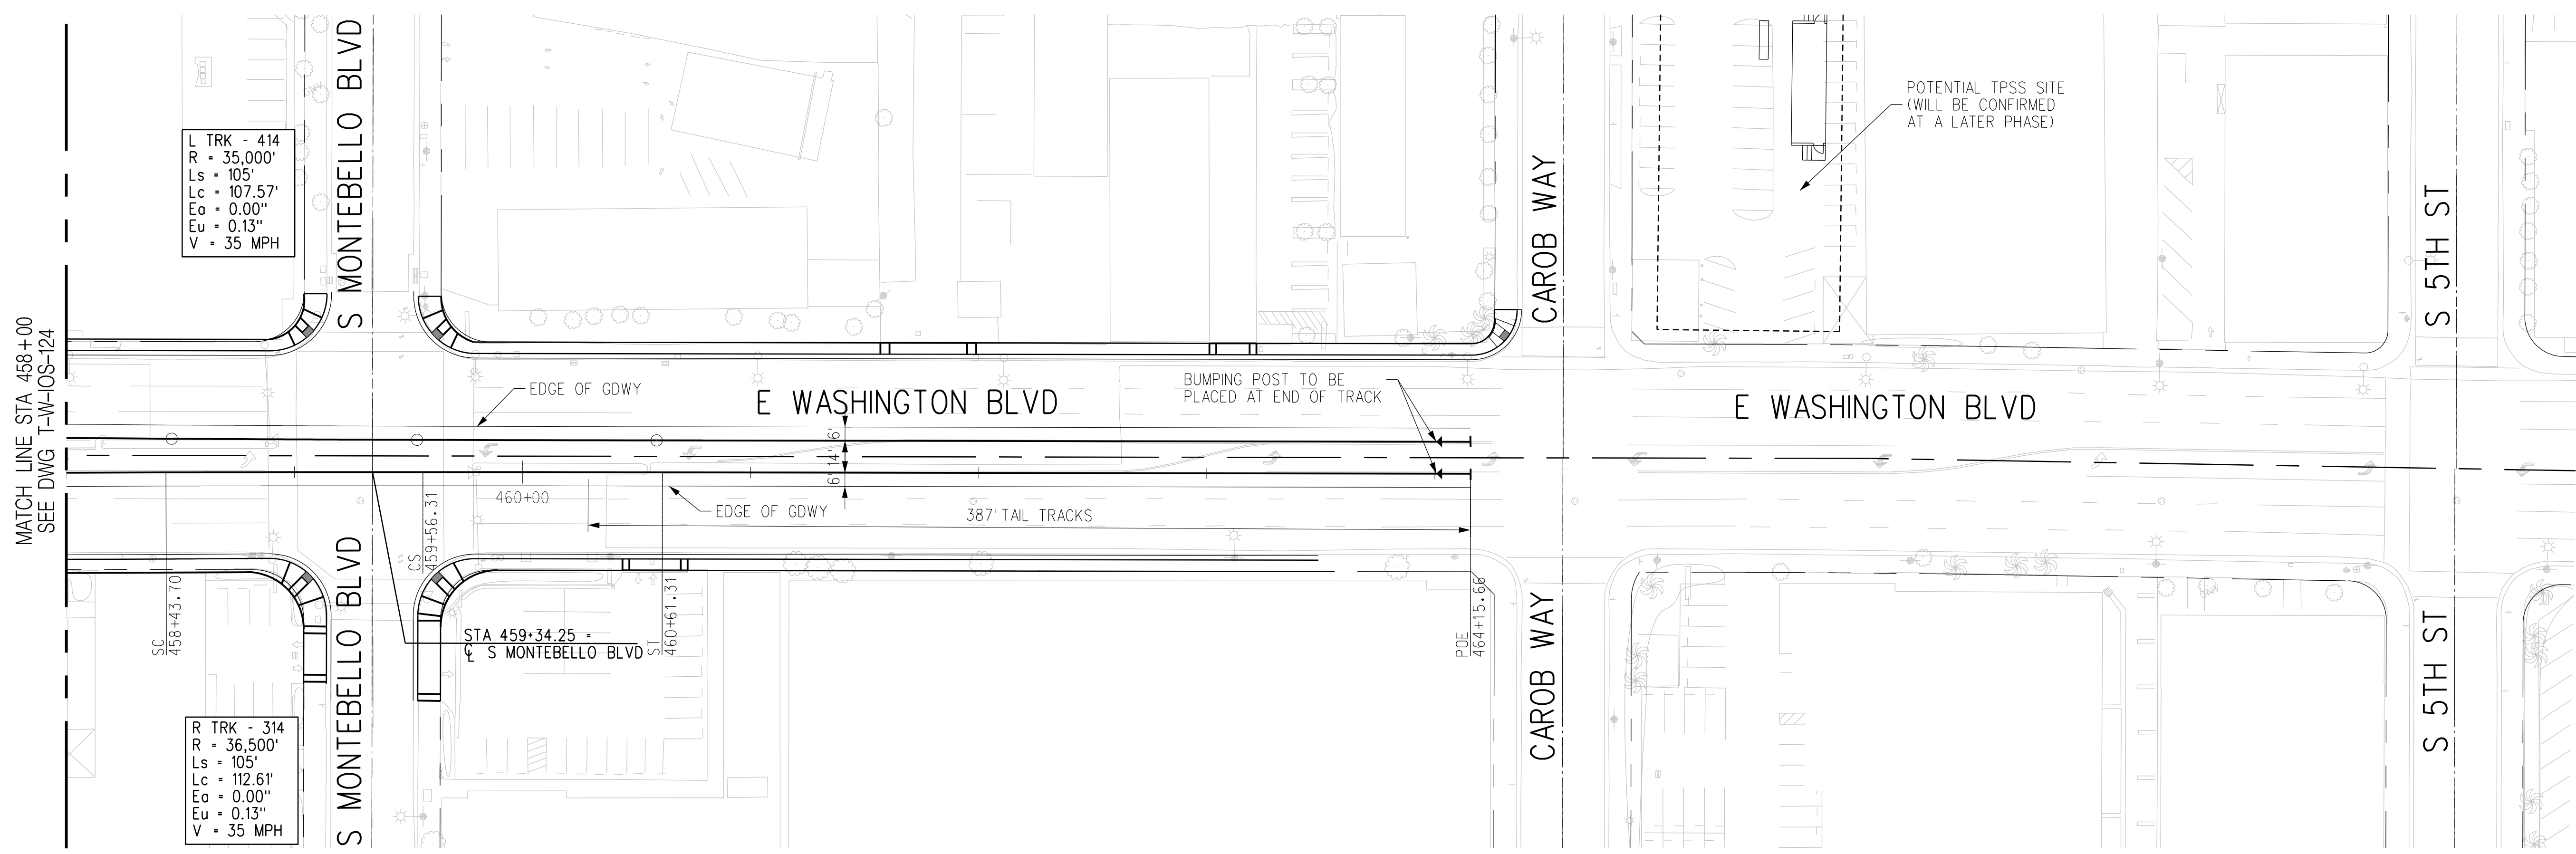 MATCH LINE STA 458+00
SEE DWG T-W-IOS-124
L TRK - 414
R = 35,000'
Ls = 105'
Lc = 107.57'
Ea = 0.00"
Eu = 0.13"
V = 35 MPH
S MONTEBELLO BLVD
CAROB WAY
POTENTIAL TPSS SITE
(WILL BE CONFIRMED
AT A LATER PHASE)
S 5TH ST
EDGE OF GDWY
E WASHINGTON BLVD
BUMPING POST TO BE
PLACED AT END OF TRACK
E WASHINGTON BLVD
6' 14' 6'
460+00
EDGE OF GDWY
387' TAIL TRACKS
SC
458+43.70
CS
459+56.31
STA 459+34.25 =
℄ S MONTEBELLO BLVD
ST
460+61.31
POE
464+15.66
R TRK - 314
R = 36,500'
Ls = 105'
Lc = 112.61'
Ea = 0.00"
Eu = 0.13"
V = 35 MPH
S MONTEBELLO BLVD
CAROB WAY
S 5TH ST